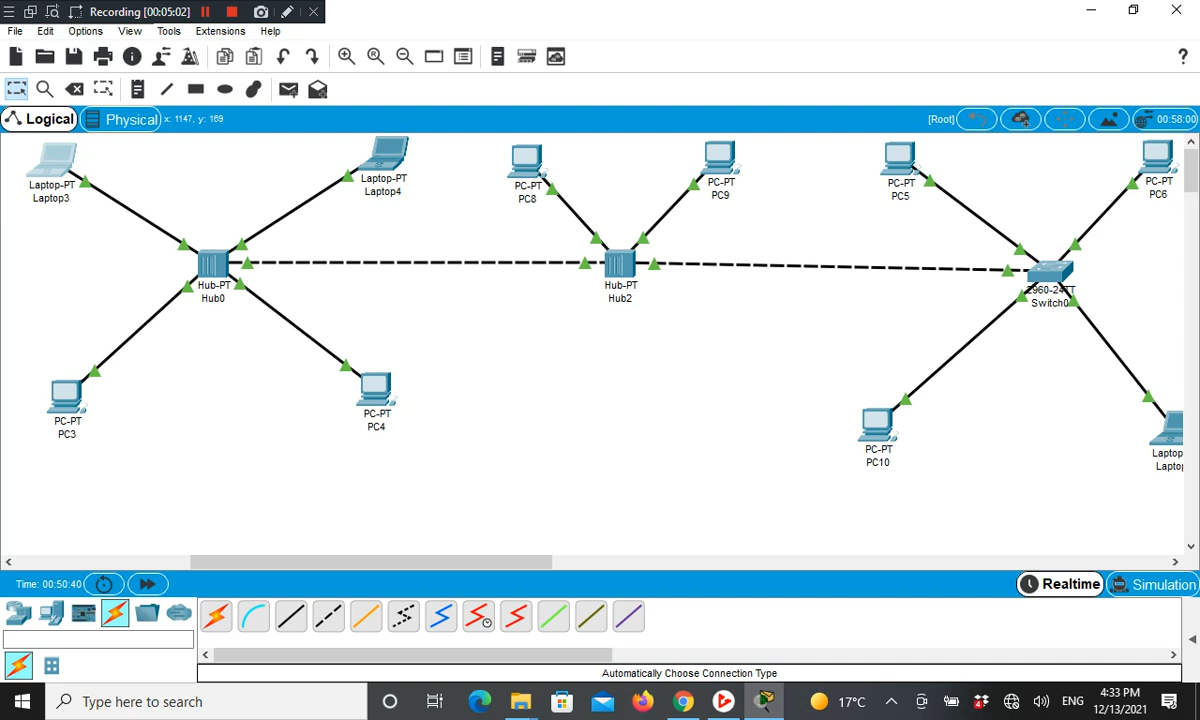 Recording [00:05:02]
File Edit Options View Tools Extensions Help
?
Logical Physical x: 1147, y: 169 [Root] 00:58:00
Laptop-PT
Laptop3
Laptop-PT
Laptop4
PC-PT
PC8
PC-PT
PC9
PC-PT
PC5
PC-PT
PC6
Hub-PT
Hub0
Hub-PT
Hub2
2960-24TT
Switch0
PC-PT
PC3
PC-PT
PC4
PC-PT
PC10
Laptop
Laptop
Time: 00:50:40 Realtime Simulation
Automatically Choose Connection Type
Type here to search 17°C ENG 4:33 PM
12/13/2021